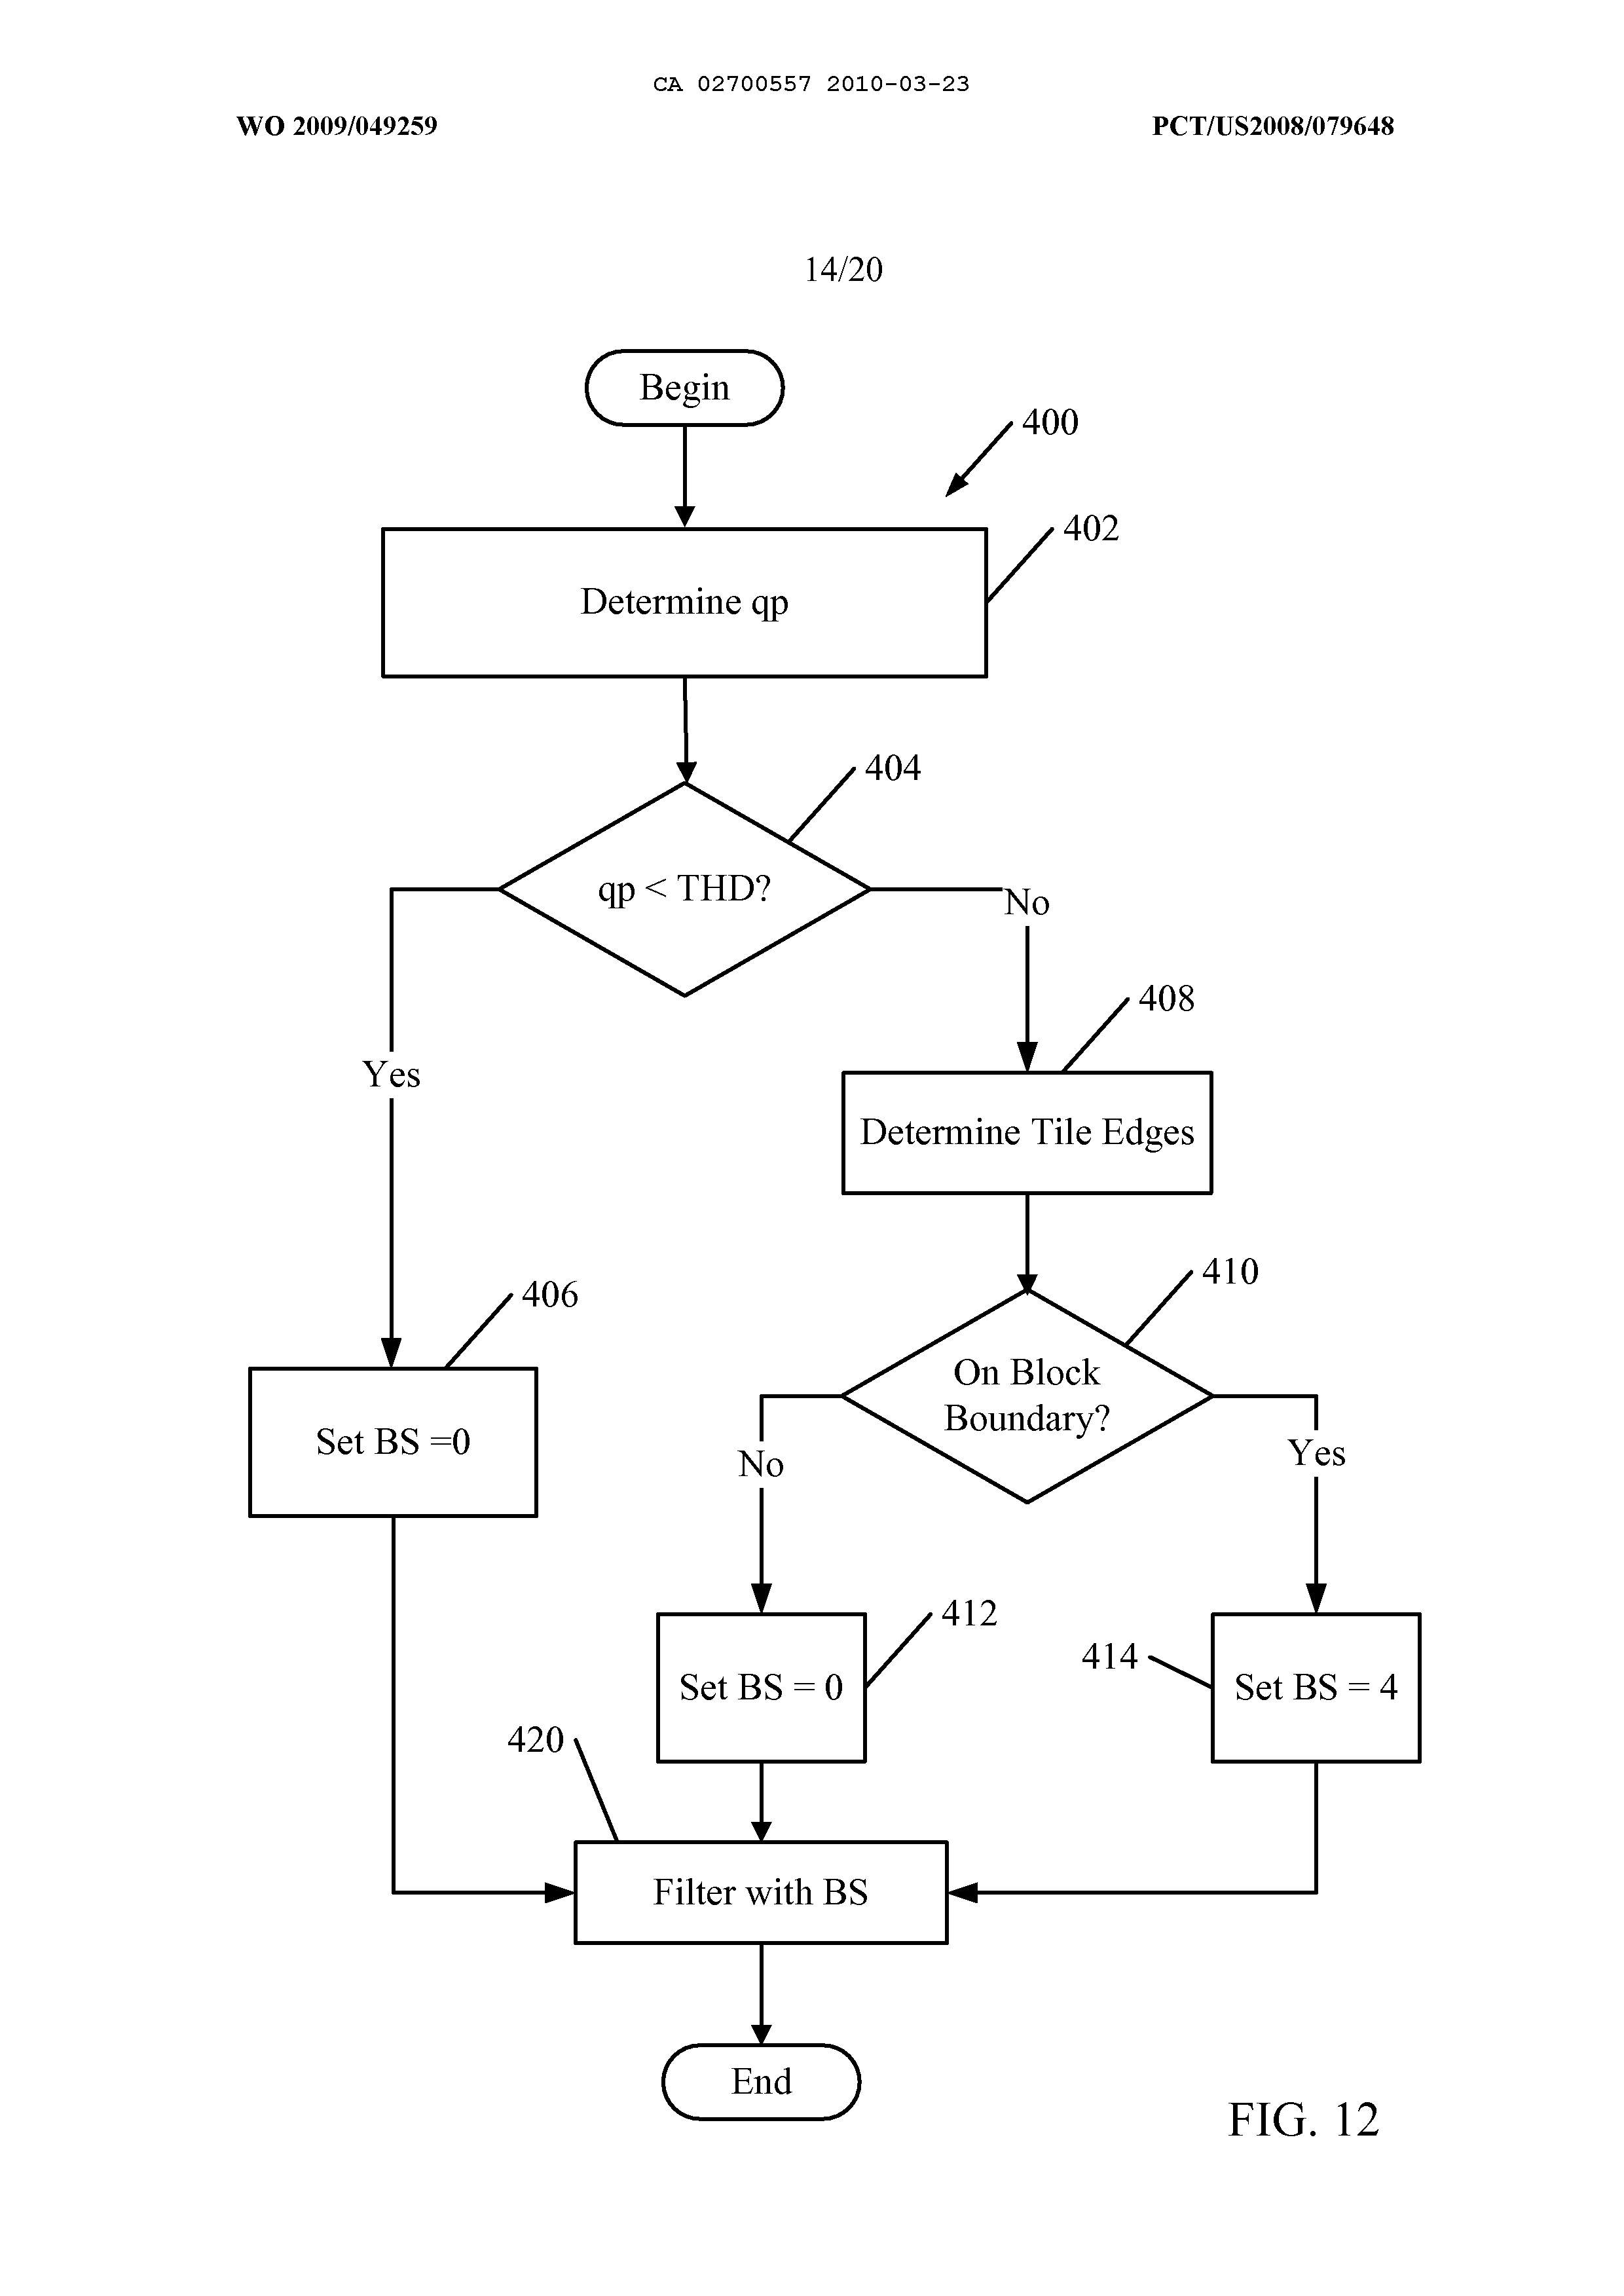 CA 02700557 2010-03-23
WO 2009/049259
PCT/US2008/079648
14/20
Begin
400
402
Determine qp
404
qp < THD?
No
408
Yes
Determine Tile Edges
410
406
On Block
Boundary?
Set BS =0
No
Yes
412
414
Set BS = 0
Set BS = 4
420
Filter with BS
End
FIG. 12